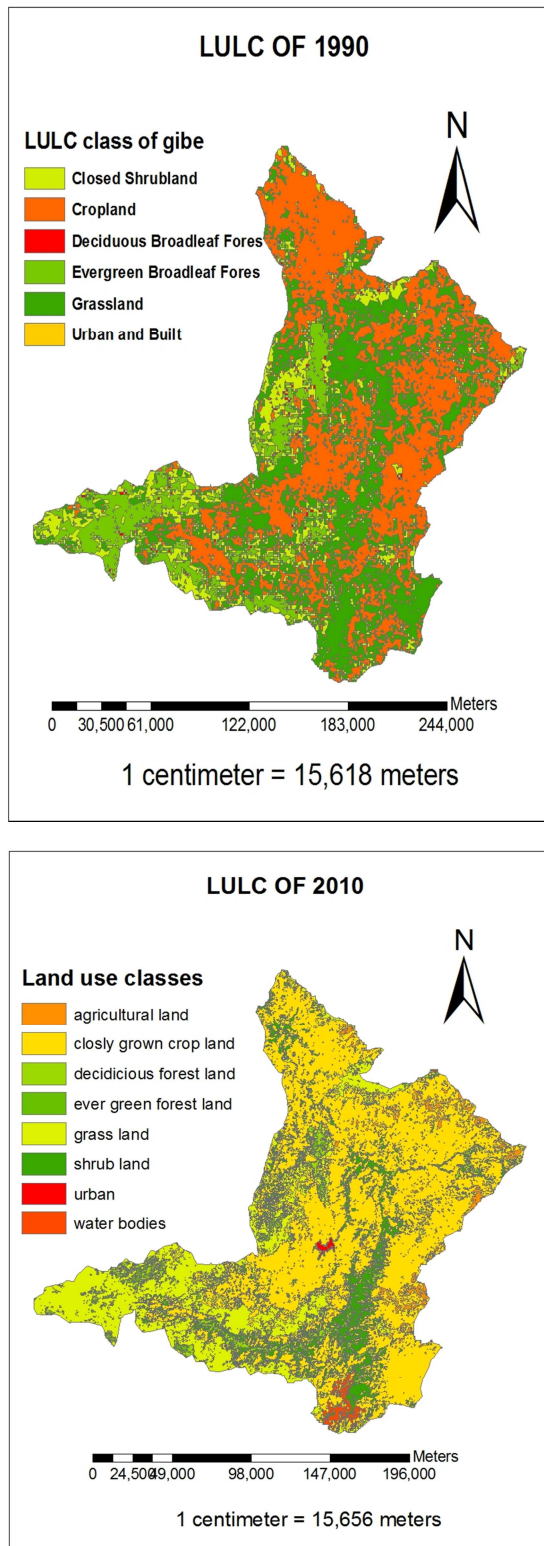 LULC OF 1990
N
LULC class of gibe
Closed Shrubland
Cropland
Deciduous Broadleaf Fores
Evergreen Broadleaf Fores
Grassland
Urban and Built
Meters
0 30,500 61,000 122,000 183,000 244,000
1 centimeter = 15,618 meters
LULC OF 2010
N
Land use classes
agricultural land
closly grown crop land
decidicious forest land
ever green forest land
grass land
shrub land
urban
water bodies
Meters
0 24,500 49,000 98,000 147,000 196,000
1 centimeter = 15,656 meters